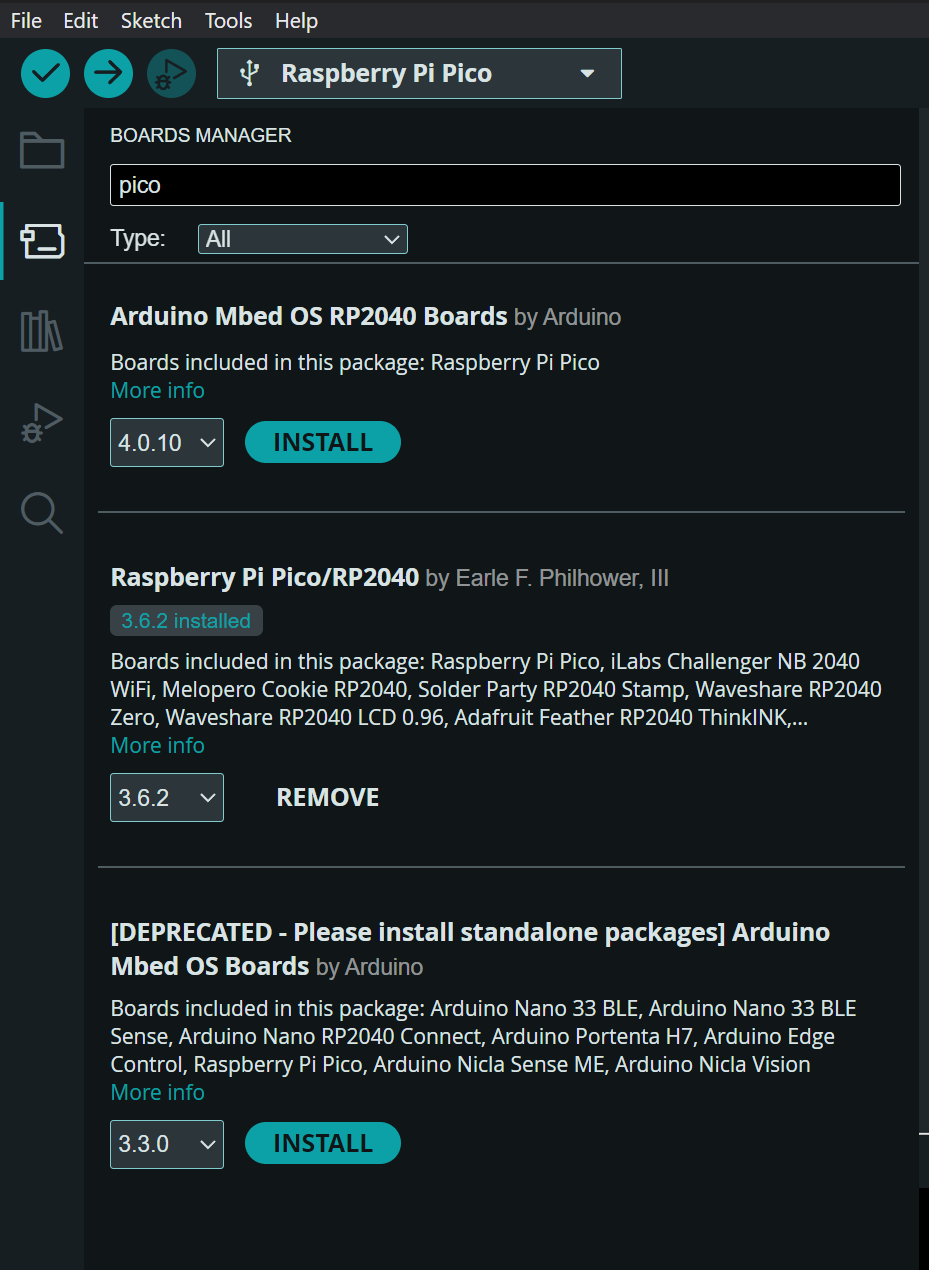 File Edit Sketch Tools Help
Raspberry Pi Pico
BOARDS MANAGER
pico
Type: All
Arduino Mbed OS RP2040 Boards by Arduino
Boards included in this package: Raspberry Pi Pico
More info
4.0.10 INSTALL
Raspberry Pi Pico/RP2040 by Earle F. Philhower, III
3.6.2 installed
Boards included in this package: Raspberry Pi Pico, iLabs Challenger NB 2040
WiFi, Melopero Cookie RP2040, Solder Party RP2040 Stamp, Waveshare RP2040
Zero, Waveshare RP2040 LCD 0.96, Adafruit Feather RP2040 ThinkINK,...
More info
3.6.2 REMOVE
[DEPRECATED - Please install standalone packages] Arduino
Mbed OS Boards by Arduino
Boards included in this package: Arduino Nano 33 BLE, Arduino Nano 33 BLE
Sense, Arduino Nano RP2040 Connect, Arduino Portenta H7, Arduino Edge
Control, Raspberry Pi Pico, Arduino Nicla Sense ME, Arduino Nicla Vision
More info
3.3.0 INSTALL